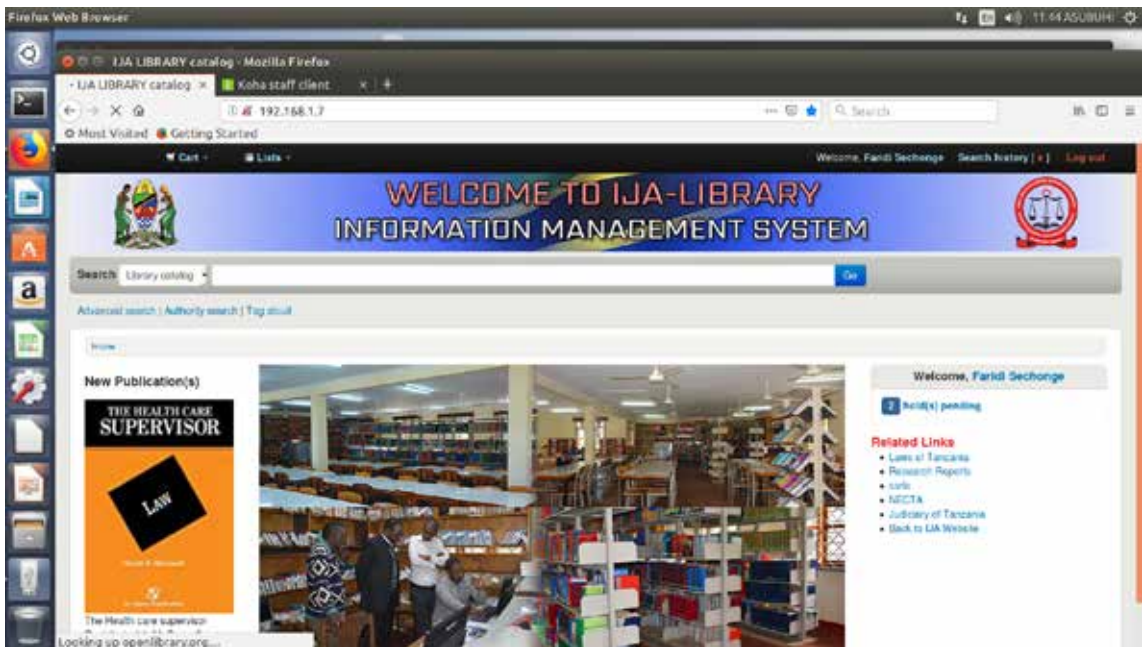 Firefox Web Browser
En 11:44 ASUBUHI
IJA LIBRARY catalog - Mozilla Firefox
IJA LIBRARY catalog × Koha staff client × +
192.168.1.7
Search
Most Visited Getting Started
Cart Lists Welcome, Faridi Sechonge Search history [x] Log out
WELCOME TO IJA-LIBRARY
INFORMATION MANAGEMENT SYSTEM
Search Library catalog Go
Advanced search | Authority search | Tag cloud
Home
New Publication(s)
THE HEALTH CARE
SUPERVISOR
LAW
The Health care supervisor
Welcome, Faridi Sechonge
2 hold(s) pending
Related Links
Laws of Tanzania
Research Reports
NECTA
Judiciary of Tanzania
Back to IJA Website
Looking up openlibrary.org...